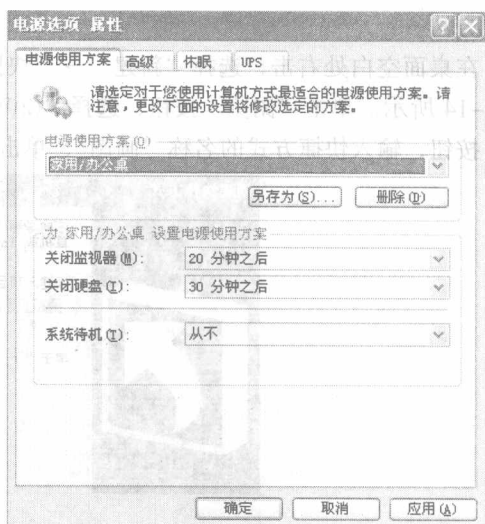 电源选项 属性
电源使用方案 高级 休眠 UPS
请选定对于您使用计算机方式最适合的电源使用方案。请
注意，更改下面的设置将修改选定的方案。
电源使用方案(O)
家用/办公桌
另存为(S)... 删除(D)
为 家用/办公桌 设置电源使用方案
关闭监视器(M): 20 分钟之后
关闭硬盘(I): 30 分钟之后
系统待机(T): 从不
确定 取消 应用(A)